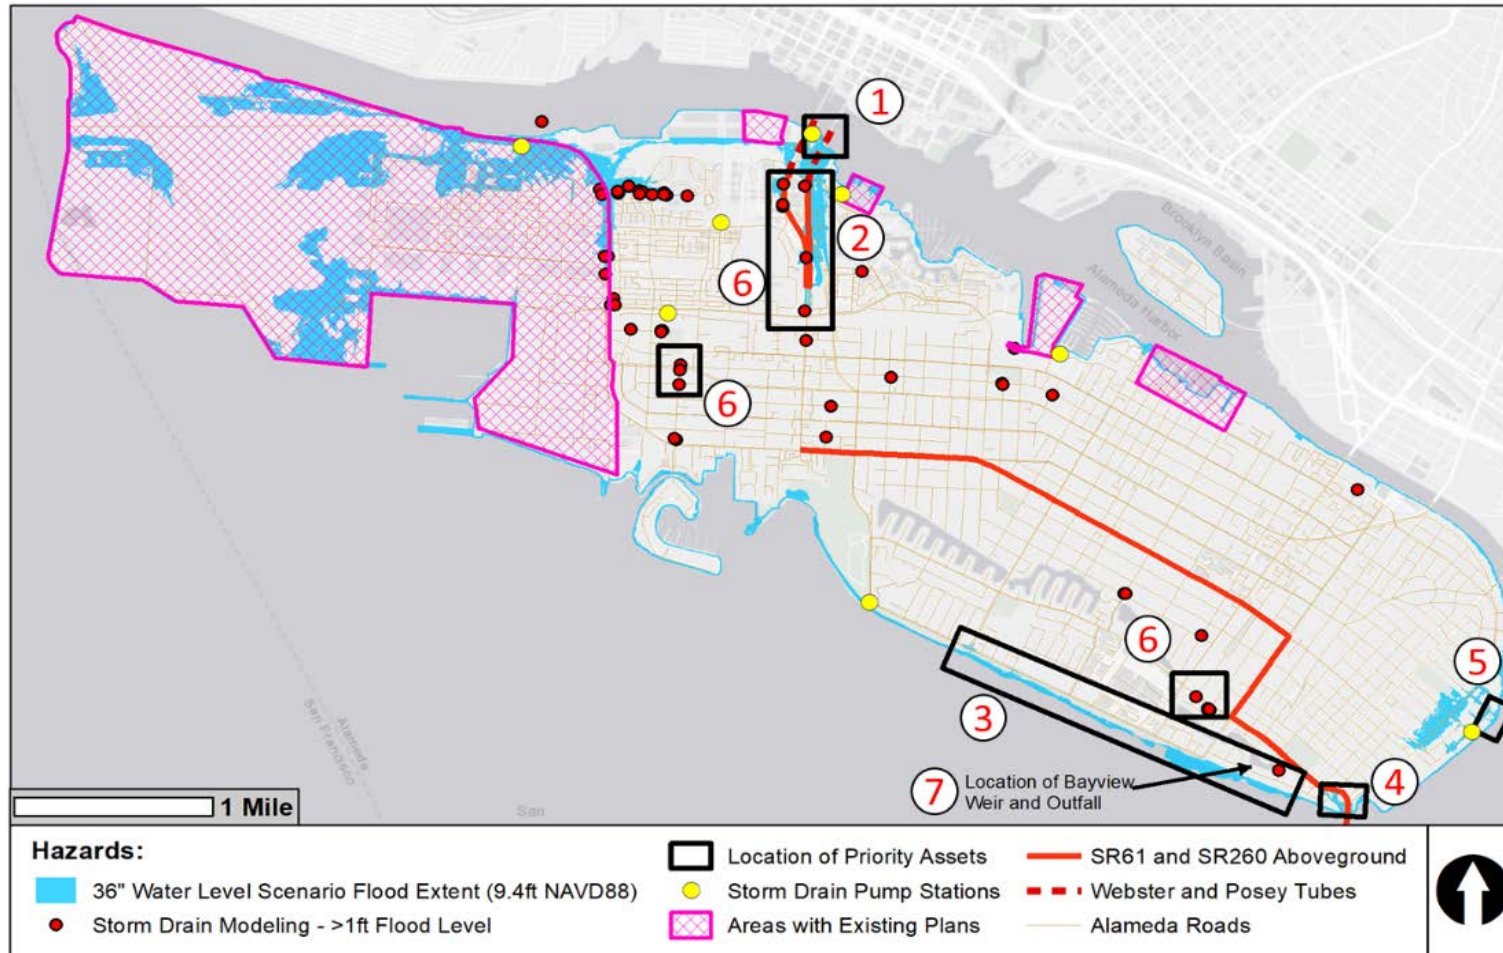 1
2
6
6
Brooklyn Basin
Alameda Harbor
6
5
3
7 Location of Bayview
Weir and Outfall
4
Alameda
San Francisco
San
1 Mile
Hazards:
36" Water Level Scenario Flood Extent (9.4ft NAVD88)
Storm Drain Modeling - >1ft Flood Level
Location of Priority Assets
Storm Drain Pump Stations
Areas with Existing Plans
SR61 and SR260 Aboveground
Webster and Posey Tubes
Alameda Roads